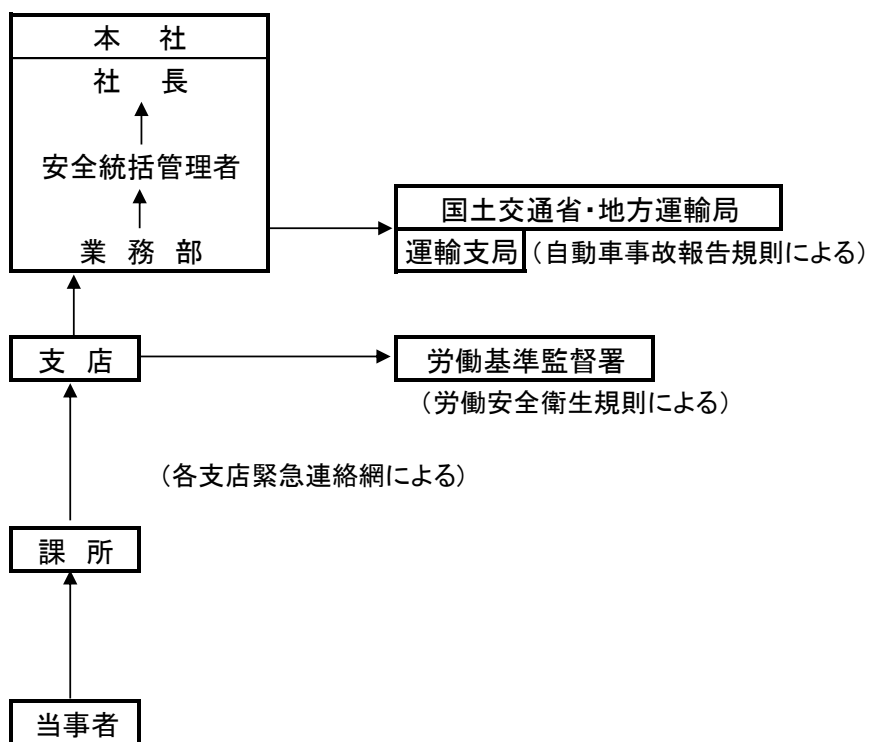 本 社
社 長
安全統括管理者
業 務 部
国土交通省・地方運輸局
運輸支局 (自動車事故報告規則による)
支 店
労働基準監督署
(労働安全衛生規則による)
(各支店緊急連絡網による)
課 所
当事者